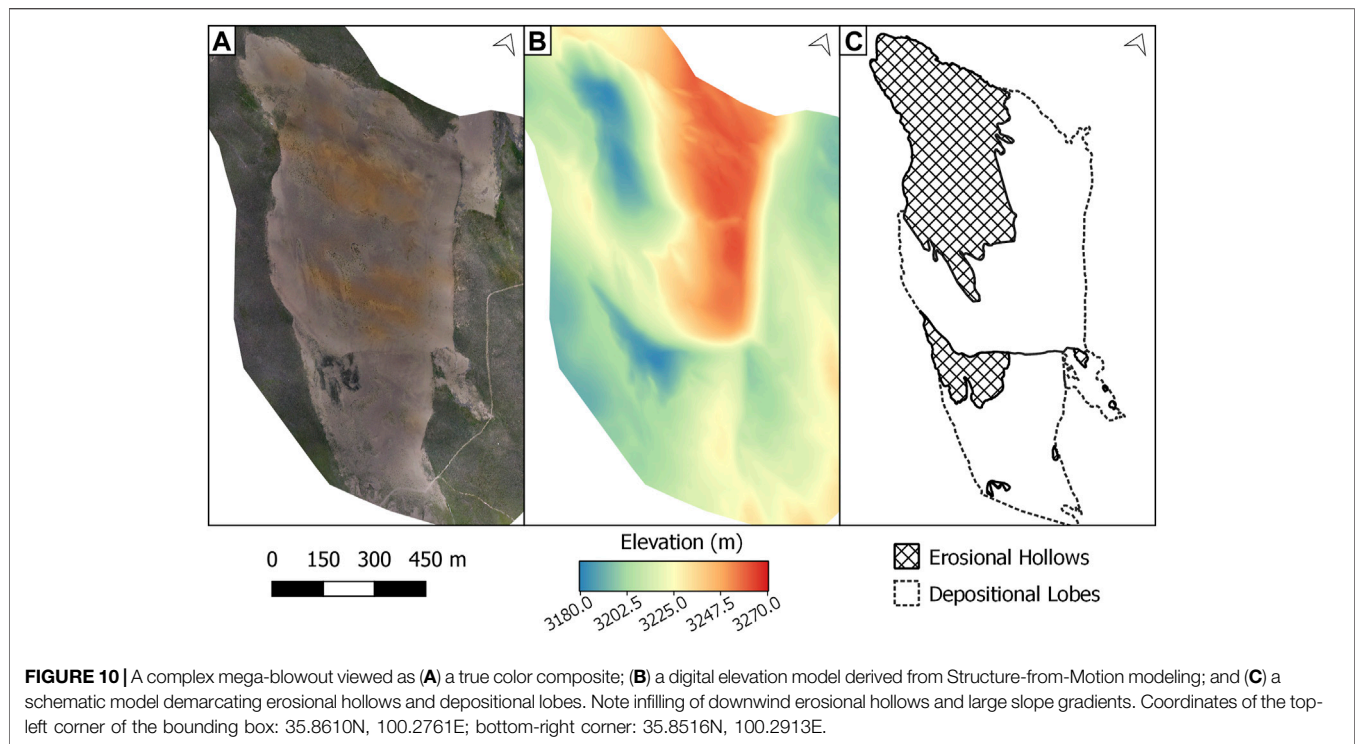 A
B
C
0 150 300 450 m
Elevation (m)
3180.0 3202.5 3225.0 3247.5 3270.0
Erosional Hollows
Depositional Lobes
FIGURE 10 | A complex mega-blowout viewed as (A) a true color composite; (B) a digital elevation model derived from Structure-from-Motion modeling; and (C) a
schematic model demarcating erosional hollows and depositional lobes. Note infilling of downwind erosional hollows and large slope gradients. Coordinates of the top-
left corner of the bounding box: 35.8610N, 100.2761E; bottom-right corner: 35.8516N, 100.2913E.